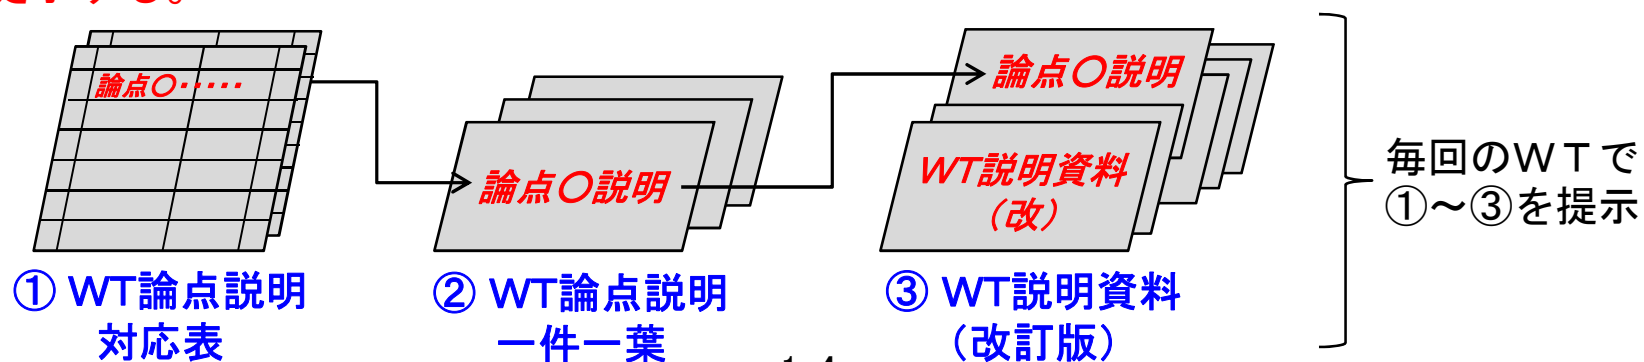 論点〇・・・・・
論点〇説明
論点〇説明
WT説明資料
（改）
毎回のＷＴで
①～③を提示
① WT論点説明
対応表
② WT論点説明
一件一葉
③ WT説明資料
（改訂版）